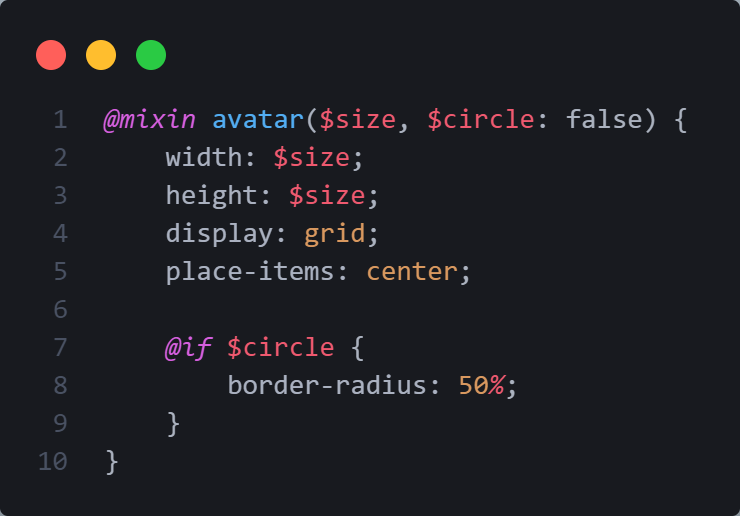 1 @mixin avatar($size, $circle: false) {
2     width: $size;
3     height: $size;
4     display: grid;
5     place-items: center;
6
7     @if $circle {
8         border-radius: 50%;
9     }
10 }